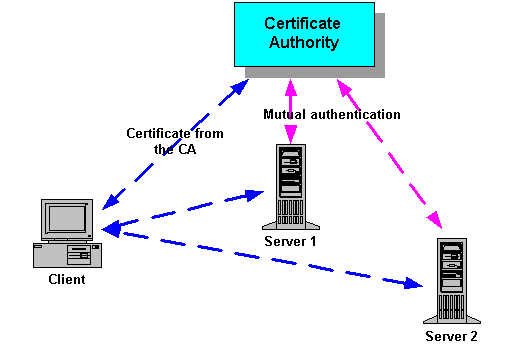 Certificate
Authority
Mutual authentication
Certificate from
the CA
Server 1
Client
Server 2